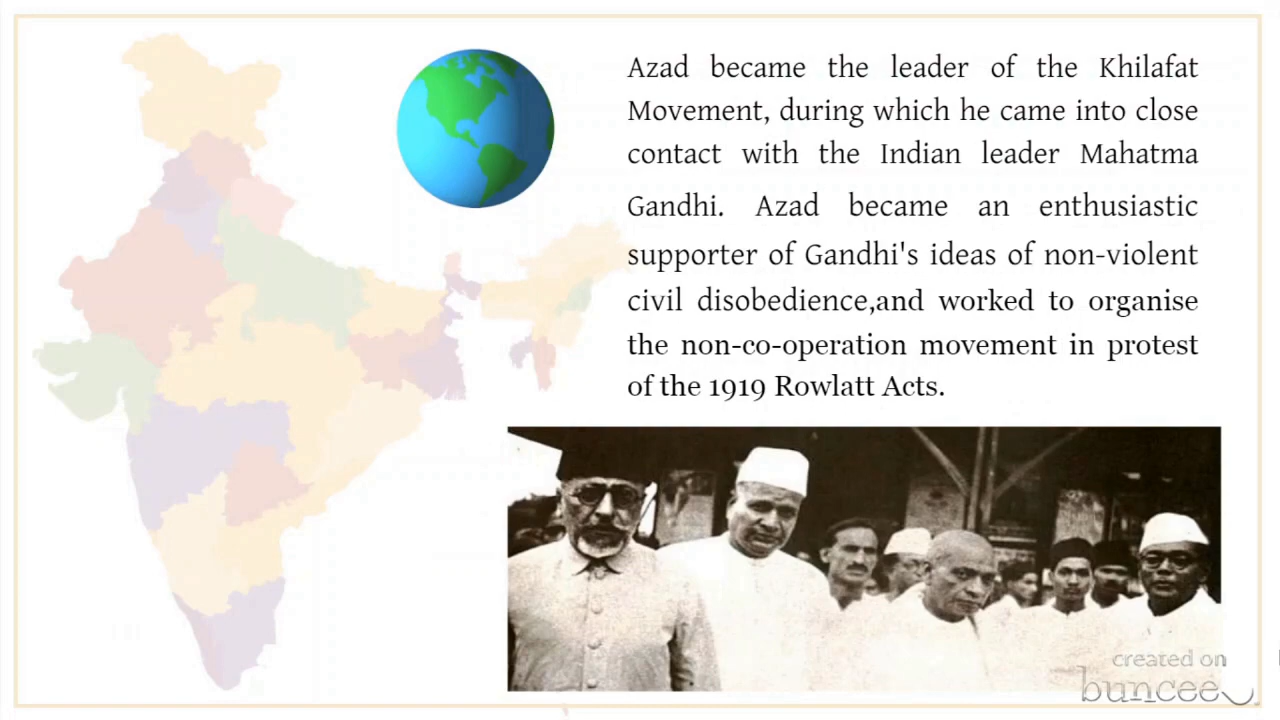 Azad became the leader of the Khilafat
Movement, during which he came into close
contact with the Indian leader Mahatma
Gandhi. Azad became an enthusiastic
supporter of Gandhi's ideas of non-violent
civil disobedience,and worked to organise
the non-co-operation movement in protest
of the 1919 Rowlatt Acts.
created on
buncee